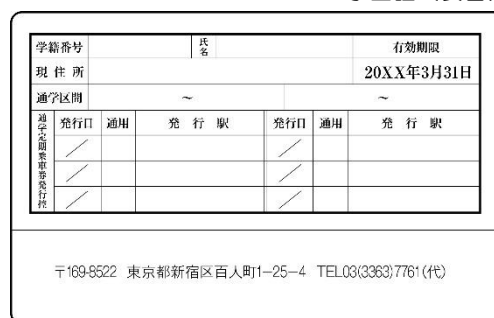 学籍番号 氏名 有効期限
現住所 20XX年3月31日
通学区間 ～ ～
通学定期乗車券発行控
発行日 通用 発行駅 発行日 通用 発行駅
／ ／
／ ／
／ ／
〒169-8522 東京都新宿区百人町1-25-4 TEL03(3363)7761(代)